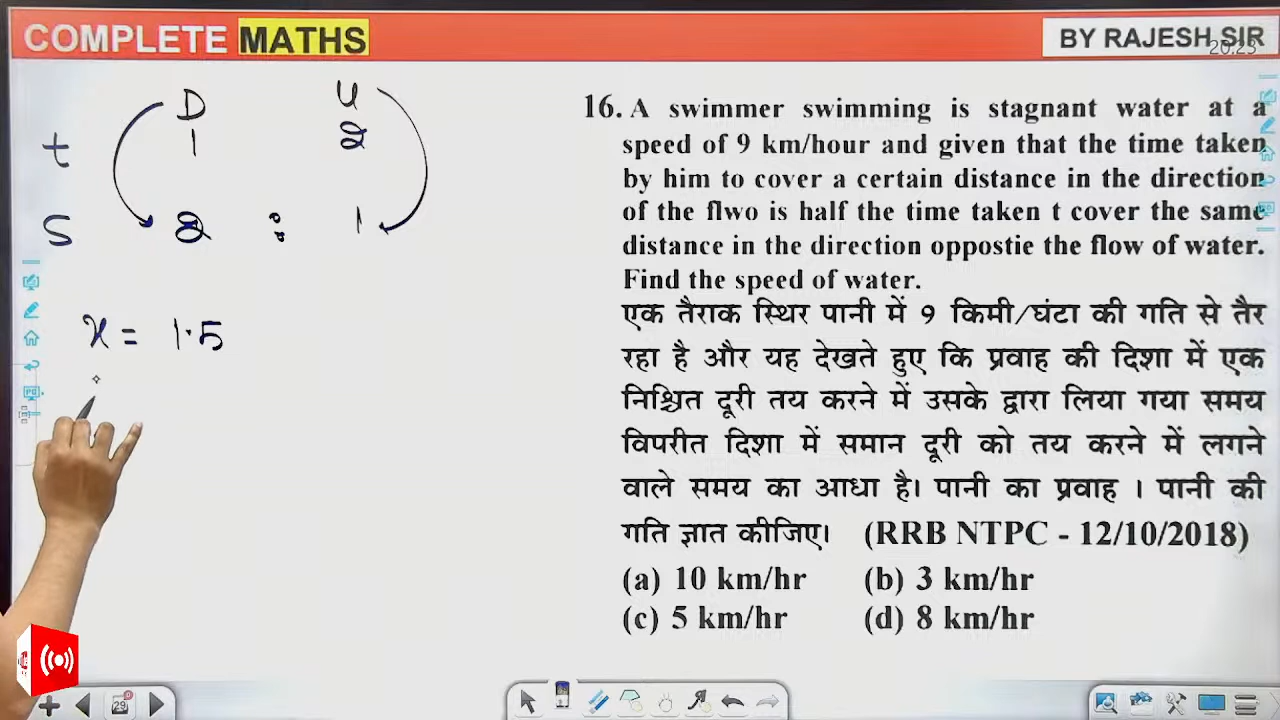 COMPLETE MATHS
BY RAJESH SIR
20:23
D U
t 1 2
S 2 : 1
x = 1.5
16. A swimmer swimming is stagnant water at a
speed of 9 km/hour and given that the time taken
by him to cover a certain distance in the direction
of the flwo is half the time taken t cover the same
distance in the direction oppostie the flow of water.
Find the speed of water.
एक तैराक स्थिर पानी में 9 किमी/घंटा की गति से तैर
रहा है और यह देखते हुए कि प्रवाह की दिशा में एक
निश्चित दूरी तय करने में उसके द्वारा लिया गया समय
विपरीत दिशा में समान दूरी को तय करने में लगने
वाले समय का आधा है। पानी का प्रवाह । पानी की
गति ज्ञात कीजिए। (RRB NTPC - 12/10/2018)
(a) 10 km/hr (b) 3 km/hr
(c) 5 km/hr (d) 8 km/hr
29